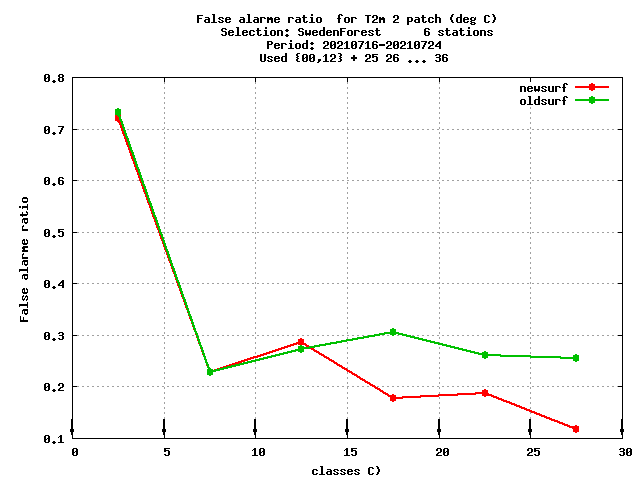 False alarme ratio  for T2m 2 patch (deg C)
Selection: SwedenForest      6 stations
Period: 20210716-20210724
Used {00,12} + 25 26 ... 36
newsurf
oldsurf
False alarme ratio
0.8
0.7
0.6
0.5
0.4
0.3
0.2
0.1
0 5 10 15 20 25 30
classes C)